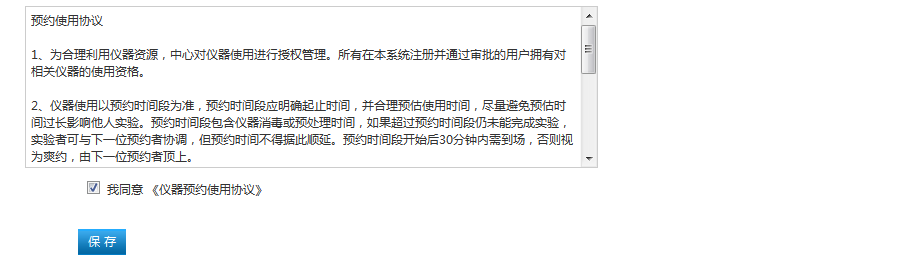 预约使用协议
1、为合理利用仪器资源，中心对仪器使用进行授权管理。所有在本系统注册并通过审批的用户拥有对
相关仪器的使用资格。
2、仪器使用以预约时间段为准，预约时间段应明确起止时间，并合理预估使用时间，尽量避免预估时
间过长影响他人实验。预约时间段包含仪器消毒或预处理时间，如果超过预约时间段仍未能完成实验，
实验者可与下一位预约者协调，但预约时间不得据此顺延。预约时间段开始后30分钟内需到场，否则视
为爽约，由下一位预约者顶上。
我同意 《仪器预约使用协议》
保 存